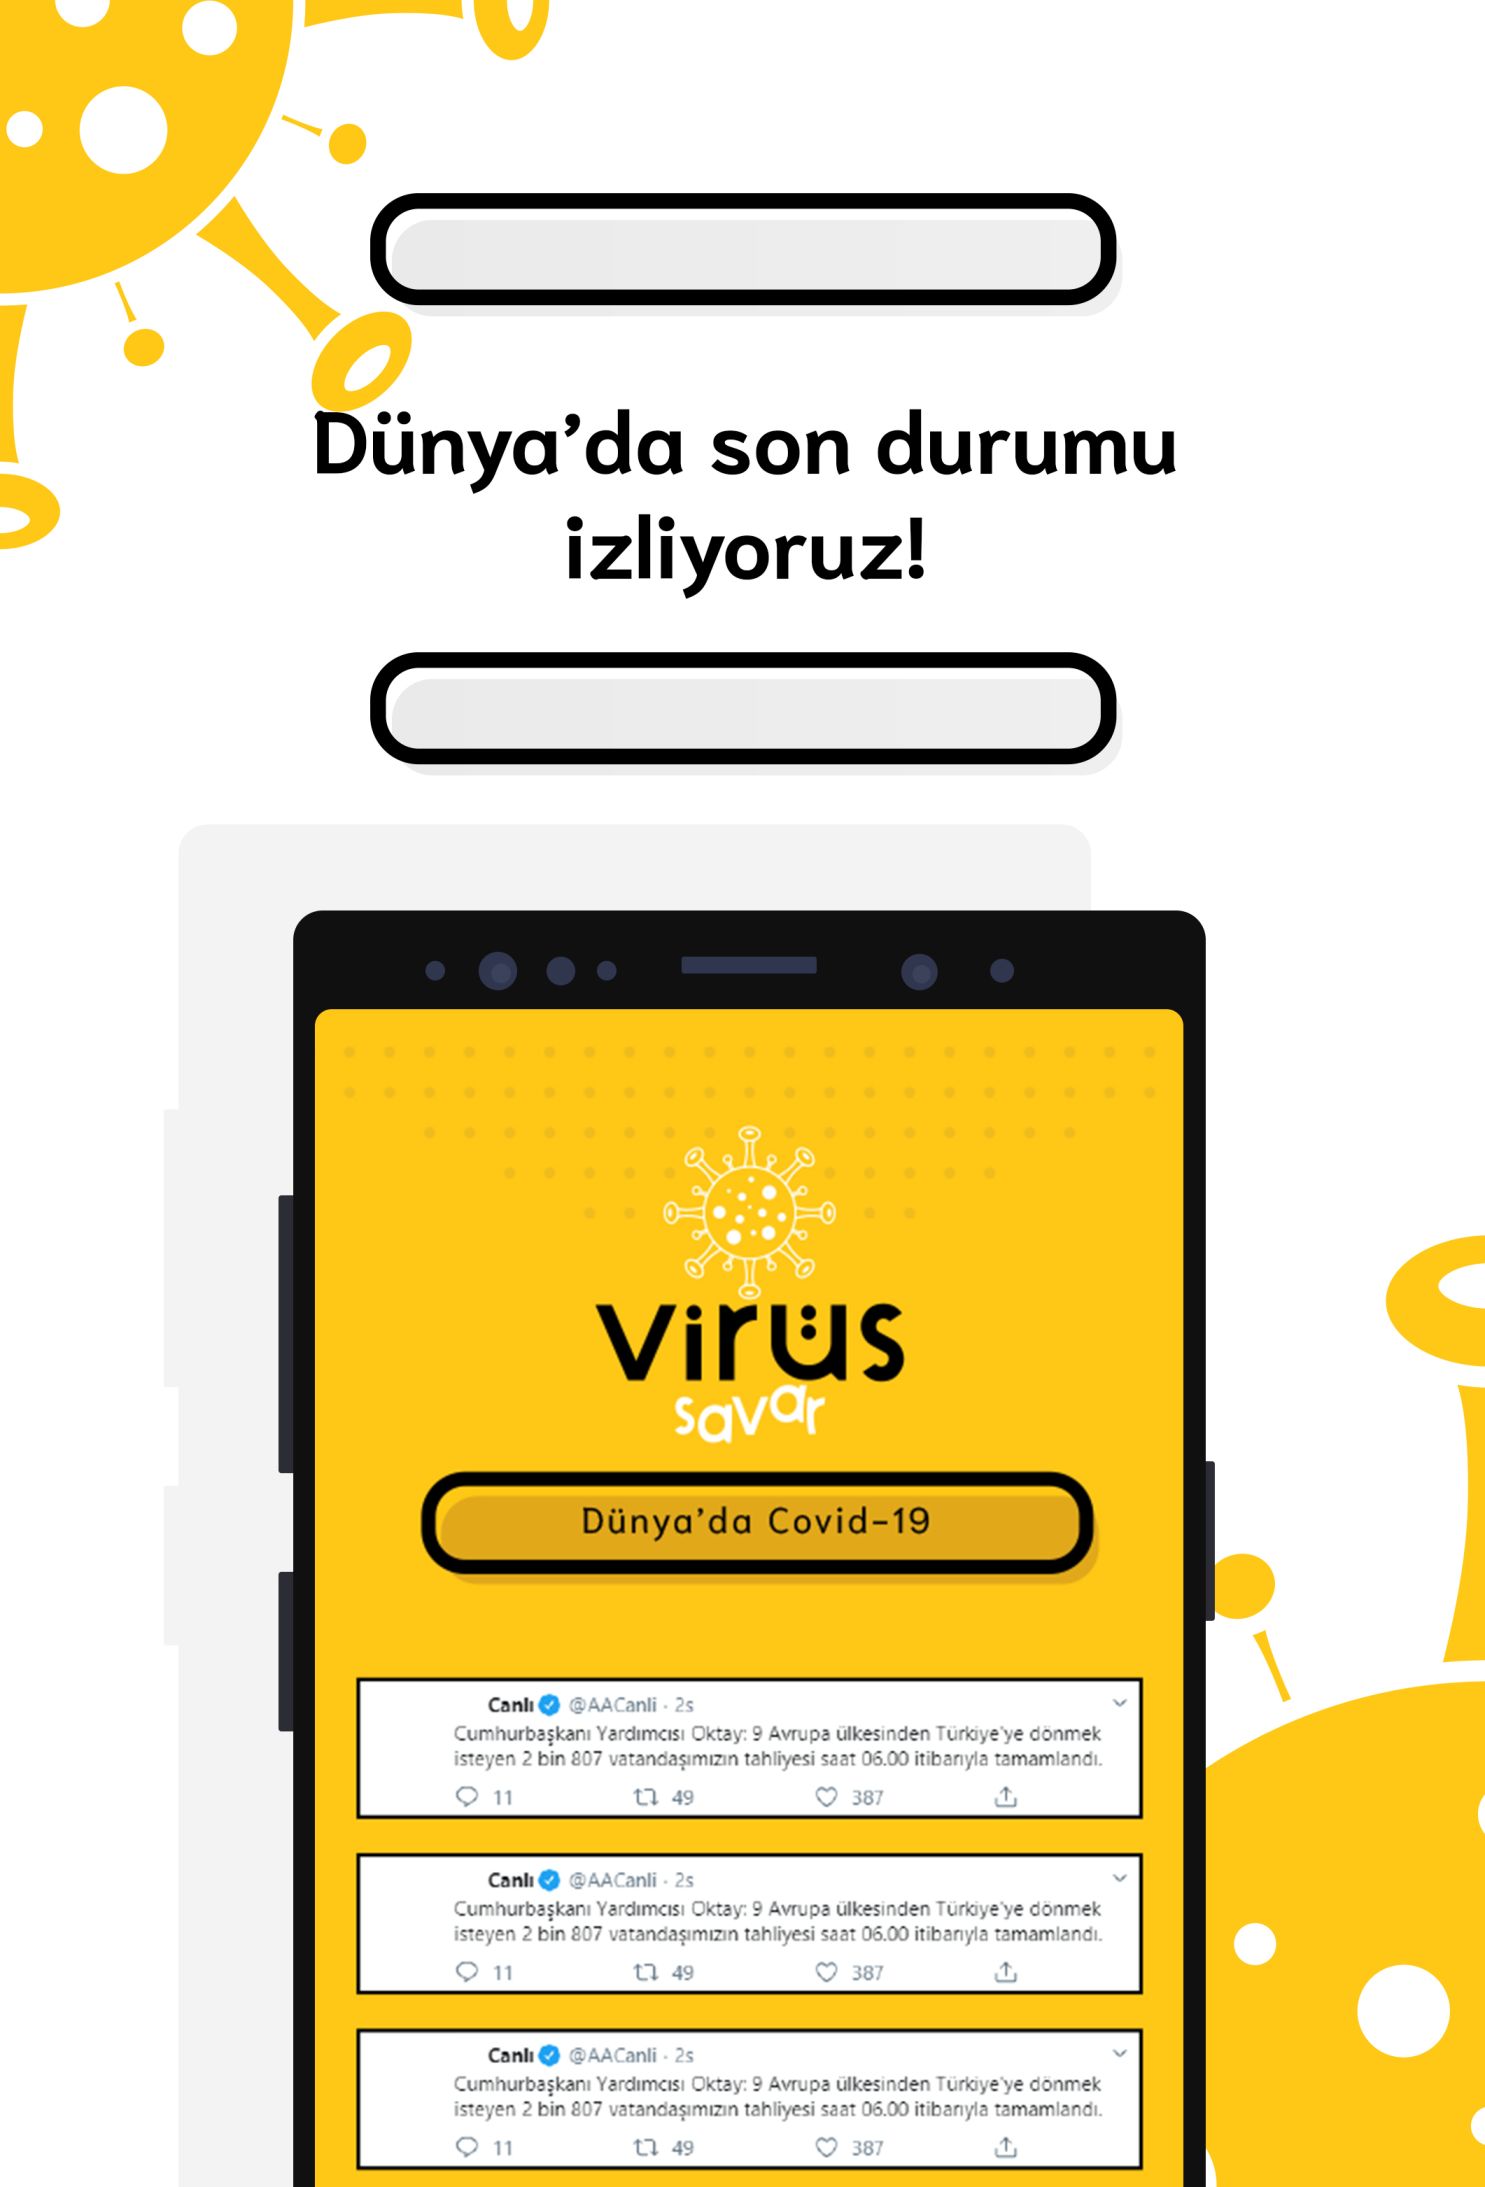 Dünya’da son durumu
izliyoruz!
Virüs
savar
Dünya’da Covid-19
Canlı @AACanli · 2s
Cumhurbaşkanı Yardımcısı Oktay: 9 Avrupa ülkesinden Türkiye'ye dönmek
isteyen 2 bin 807 vatandaşımızın tahliyesi saat 06.00 itibarıyla tamamlandı.
11 49 387
Canlı @AACanli · 2s
Cumhurbaşkanı Yardımcısı Oktay: 9 Avrupa ülkesinden Türkiye'ye dönmek
isteyen 2 bin 807 vatandaşımızın tahliyesi saat 06.00 itibarıyla tamamlandı.
11 49 387
Canlı @AACanli · 2s
Cumhurbaşkanı Yardımcısı Oktay: 9 Avrupa ülkesinden Türkiye'ye dönmek
isteyen 2 bin 807 vatandaşımızın tahliyesi saat 06.00 itibarıyla tamamlandı.
11 49 387